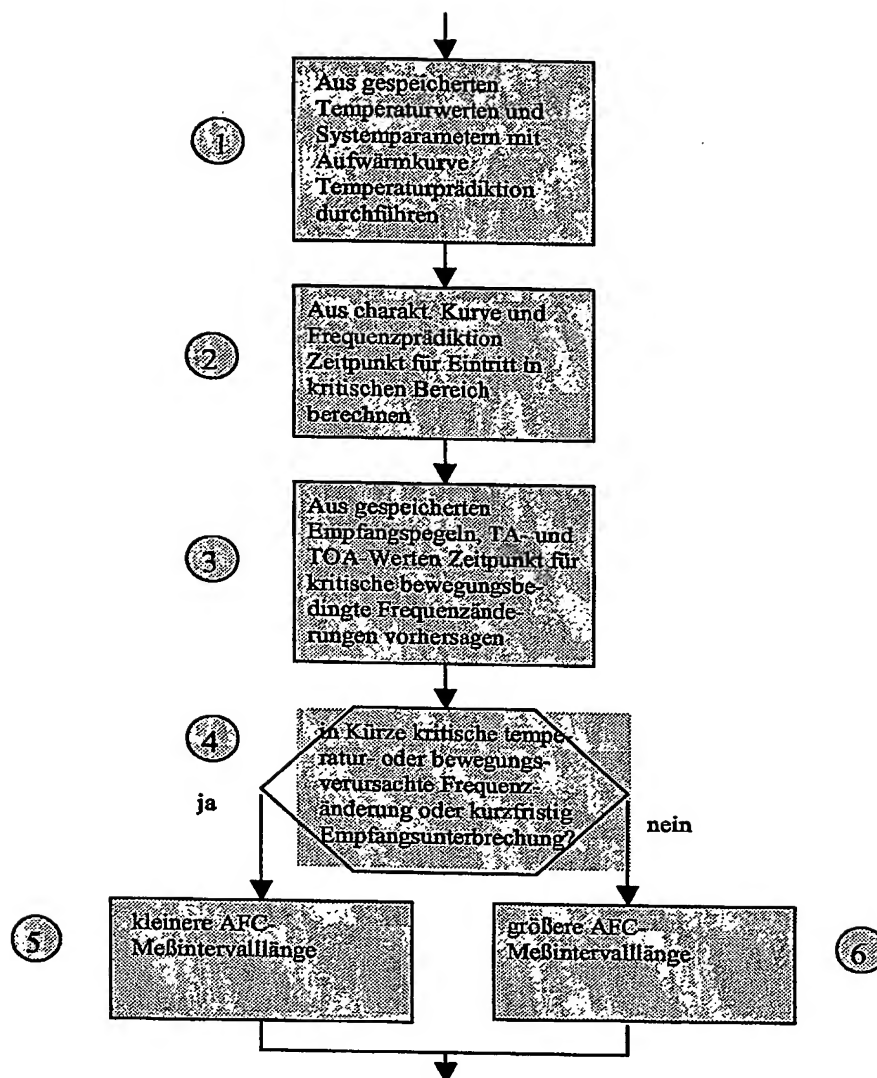 1
Aus gespeicherten
Temperaturwerten und
Systemparametern mit
Aufwärmkurve
Temperaturprädiktion
durchführen
2
Aus charakt. Kurve und
Frequenzprädiktion
Zeitpunkt für Eintritt in
kritischen Bereich
berechnen
3
Aus gespeicherten
Empfangspegeln, TA- und
TOA-Werten Zeitpunkt für
kritische bewegungsbe-
dingte Frequenzände-
rungen vorhersagen
4
in Kürze kritische tempe-
ratur- oder bewegungs-
verursachte Frequenz-
änderung oder kurzfristig
Empfangsunterbrechung?
ja
nein
5
kleinere AFC-
Meßintervalllänge
größere AFC-
Meßintervalllänge
6